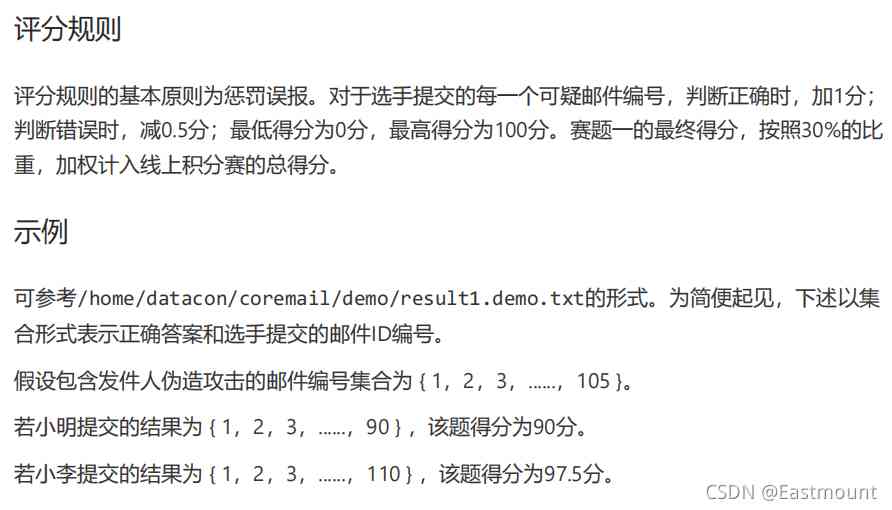 评分规则
评分规则的基本原则为惩罚误报。对于选手提交的每一个可疑邮件编号，判断正确时，加1分；
判断错误时，减0.5分；最低得分为0分，最高得分为100分。赛题一的最终得分，按照30%的比
重，加权计入线上积分赛的总得分。
示例
可参考/home/datacon/coremail/demo/result1.demo.txt的形式。为简便起见，下述以集
合形式表示正确答案和选手提交的邮件ID编号。
假设包含发件人伪造攻击的邮件编号集合为 { 1，2，3，......，105 }。
若小明提交的结果为 { 1，2，3，......，90 } ，该题得分为90分。
若小李提交的结果为 { 1，2，3，......，110 } ，该题得分为97.5分。
CSDN @Eastmount